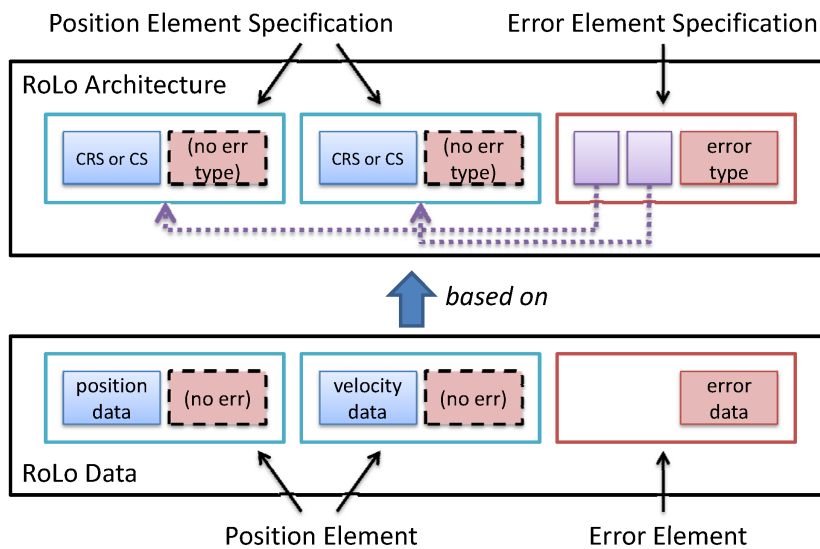 Position Element Specification
Error Element Specification
RoLo Architecture
CRS or CS
(no err
type)
CRS or CS
(no err
type)
error
type
based on
position
data
(no err)
velocity
data
(no err)
error
data
RoLo Data
Position Element
Error Element